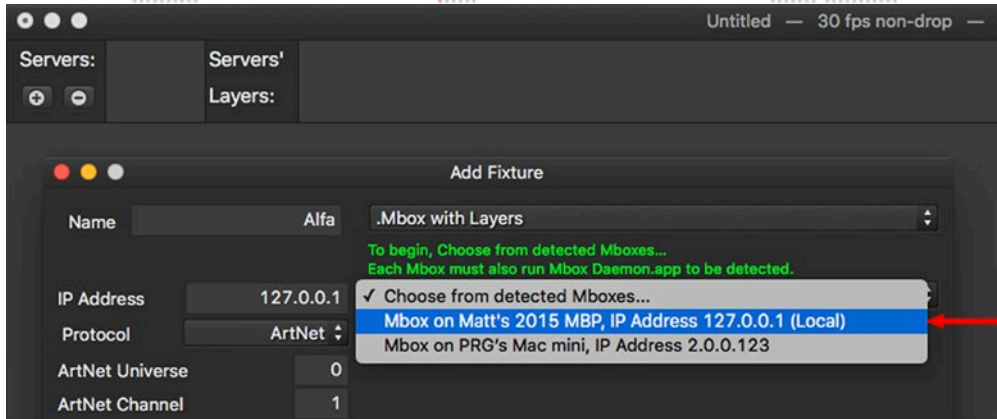 Untitled — 30 fps non-drop —
Servers:
Servers'
Layers:
Add Fixture
Name
Alfa
.Mbox with Layers
To begin, Choose from detected Mboxes...
Each Mbox must also run Mbox Daemon.app to be detected.
IP Address
127.0.0.1
✓ Choose from detected Mboxes...
Mbox on Matt's 2015 MBP, IP Address 127.0.0.1 (Local)
Mbox on PRG's Mac mini, IP Address 2.0.0.123
Protocol
ArtNet
ArtNet Universe
0
ArtNet Channel
1